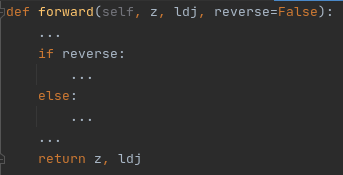 def forward(self, z, ldj, reverse=False):
    ...
    if reverse:
        ...
    else:
        ...
    ...
    return z, ldj